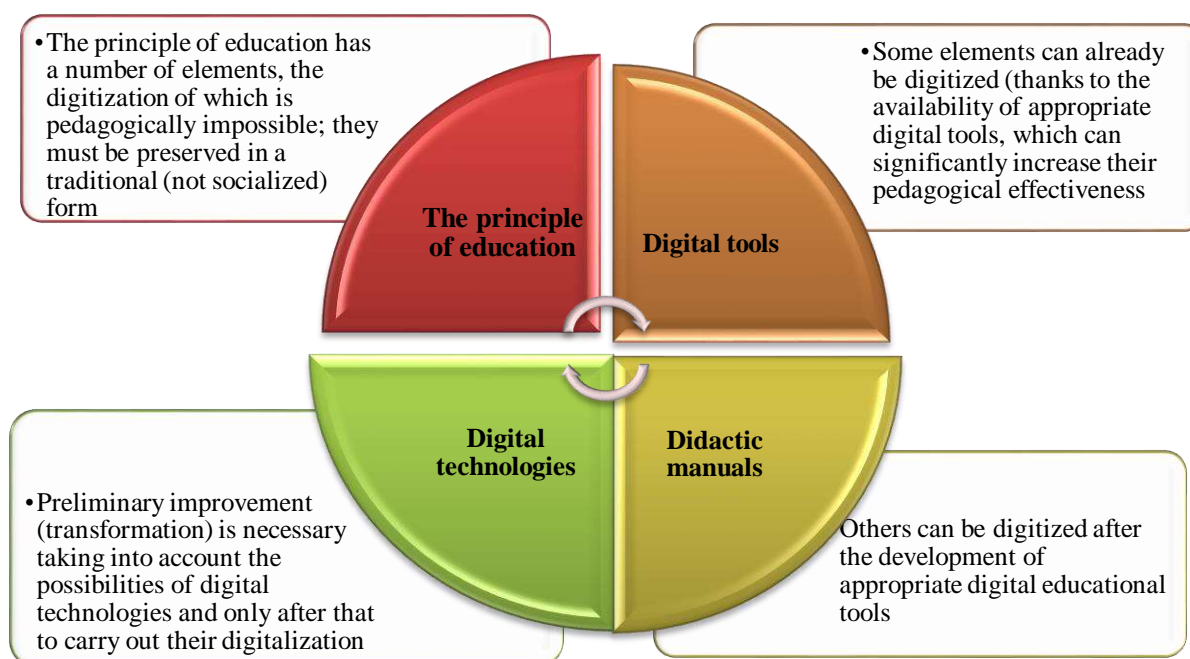 •The principle of education has
a number of elements, the
digitization of which is
pedagogically impossible; they
must be preserved in a
traditional (not socialized)
form
•Some elements can already
be digitized (thanks to the
availability of appropriate
digital tools, which can
significantly increase their
pedagogical effectiveness
The principle
of education
Digital tools
Digital
technologies
Didactic
manuals
•Preliminary improvement
(transformation) is necessary
taking into account the
possibilities of digital
technologies and only after that
to carry out their digitalization
Others can be digitized after
the development of
appropriate digital educational
tools